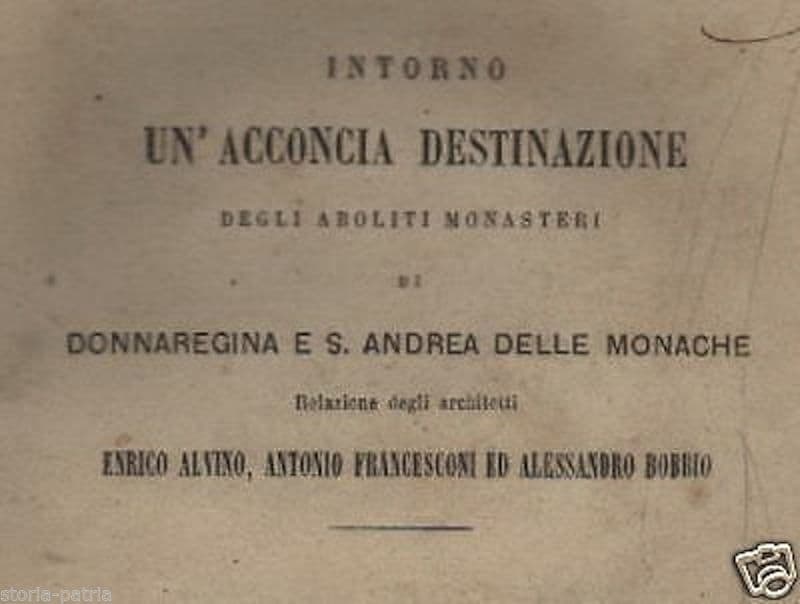 INTORNO
UN' ACCONCIA DESTINAZIONE
DEGLI ABOLITI MONASTERI
DI
DONNAREGINA E S. ANDREA DELLE MONACHE
Relazione degli architetti
ENRICO ALVINO, ANTONIO FRANCESCONI ED ALESSANDRO BOBBIO
storia-patria